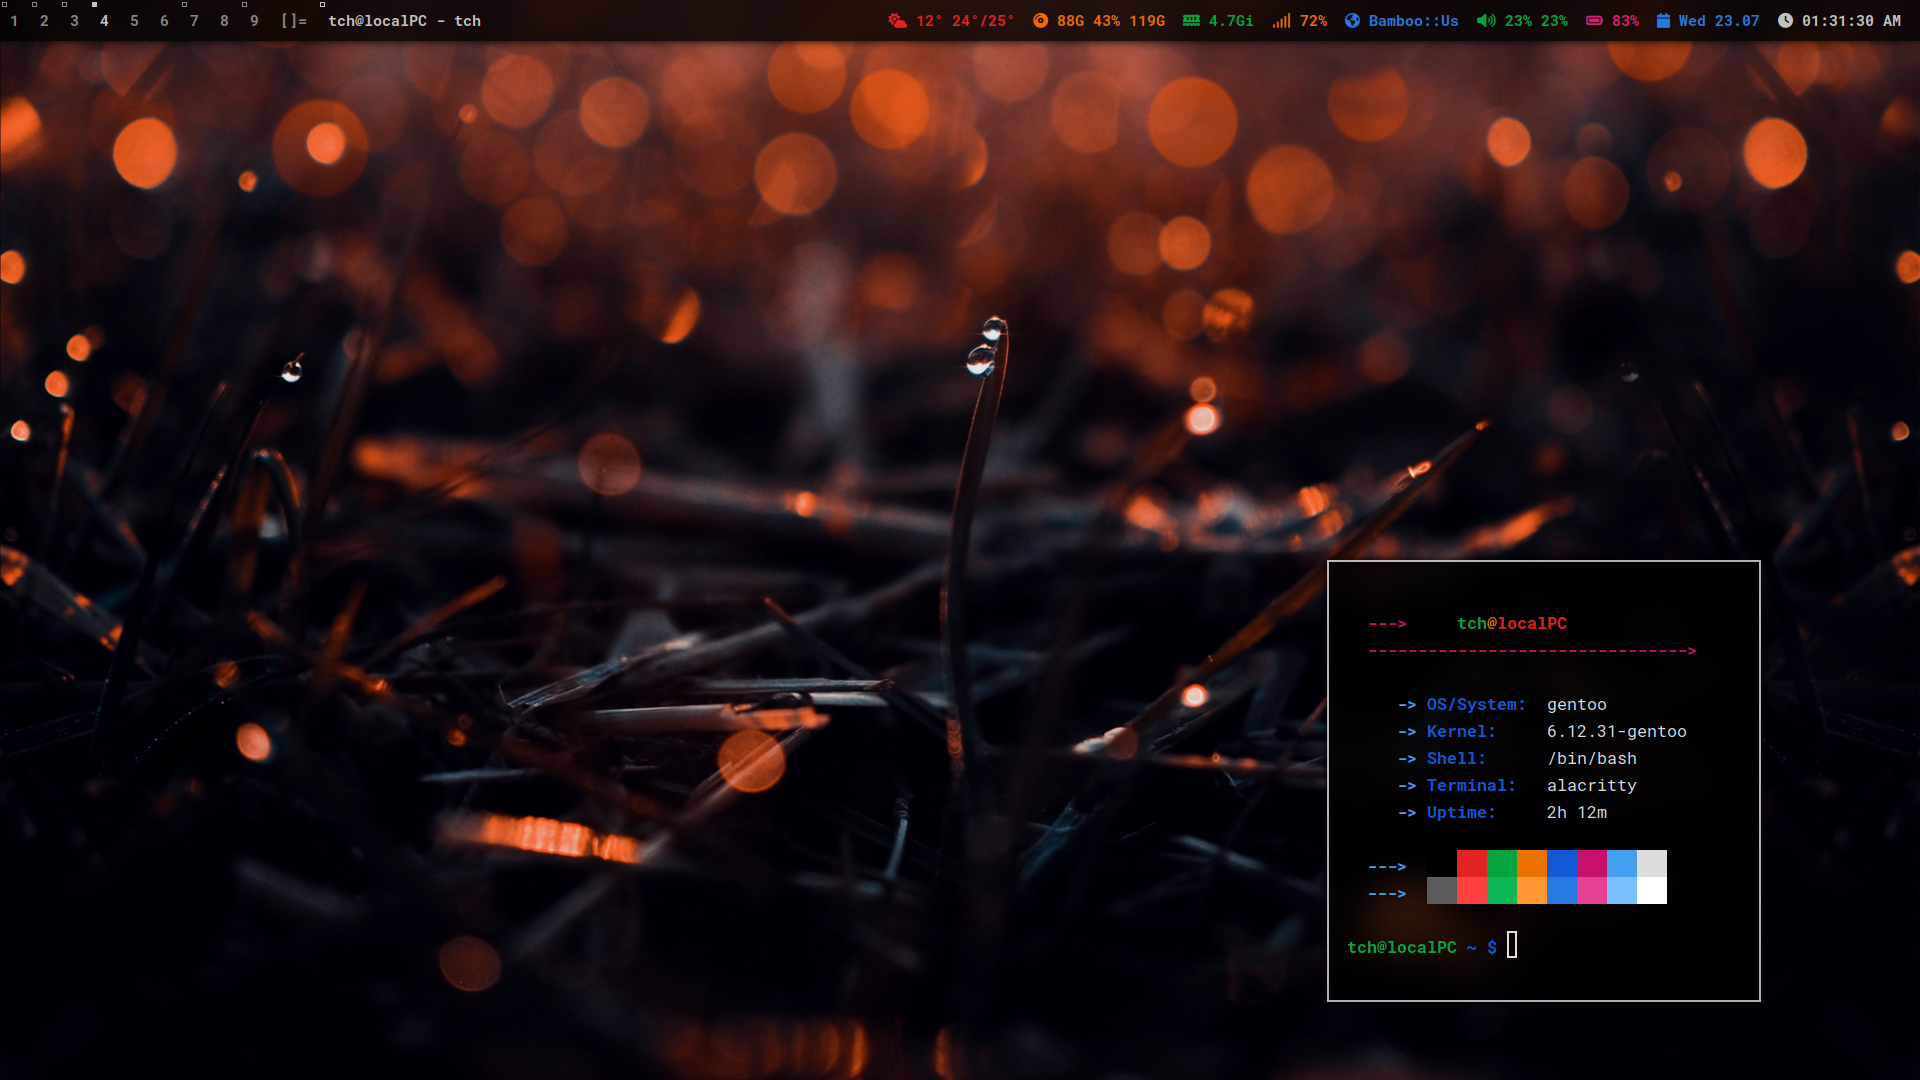 1 2 3 4 5 6 7 8 9 []= tch@localPC - tch 12° 24°/25° 88G 43% 119G 4.7Gi 72% Bamboo::Us 23% 23% 83% Wed 23.07 01:31:30 AM
---> tch@localPC
-------------------------------->
-> OS/System: gentoo
-> Kernel: 6.12.31-gentoo
-> Shell: /bin/bash
-> Terminal: alacritty
-> Uptime: 2h 12m
--->
--->
tch@localPC ~ $